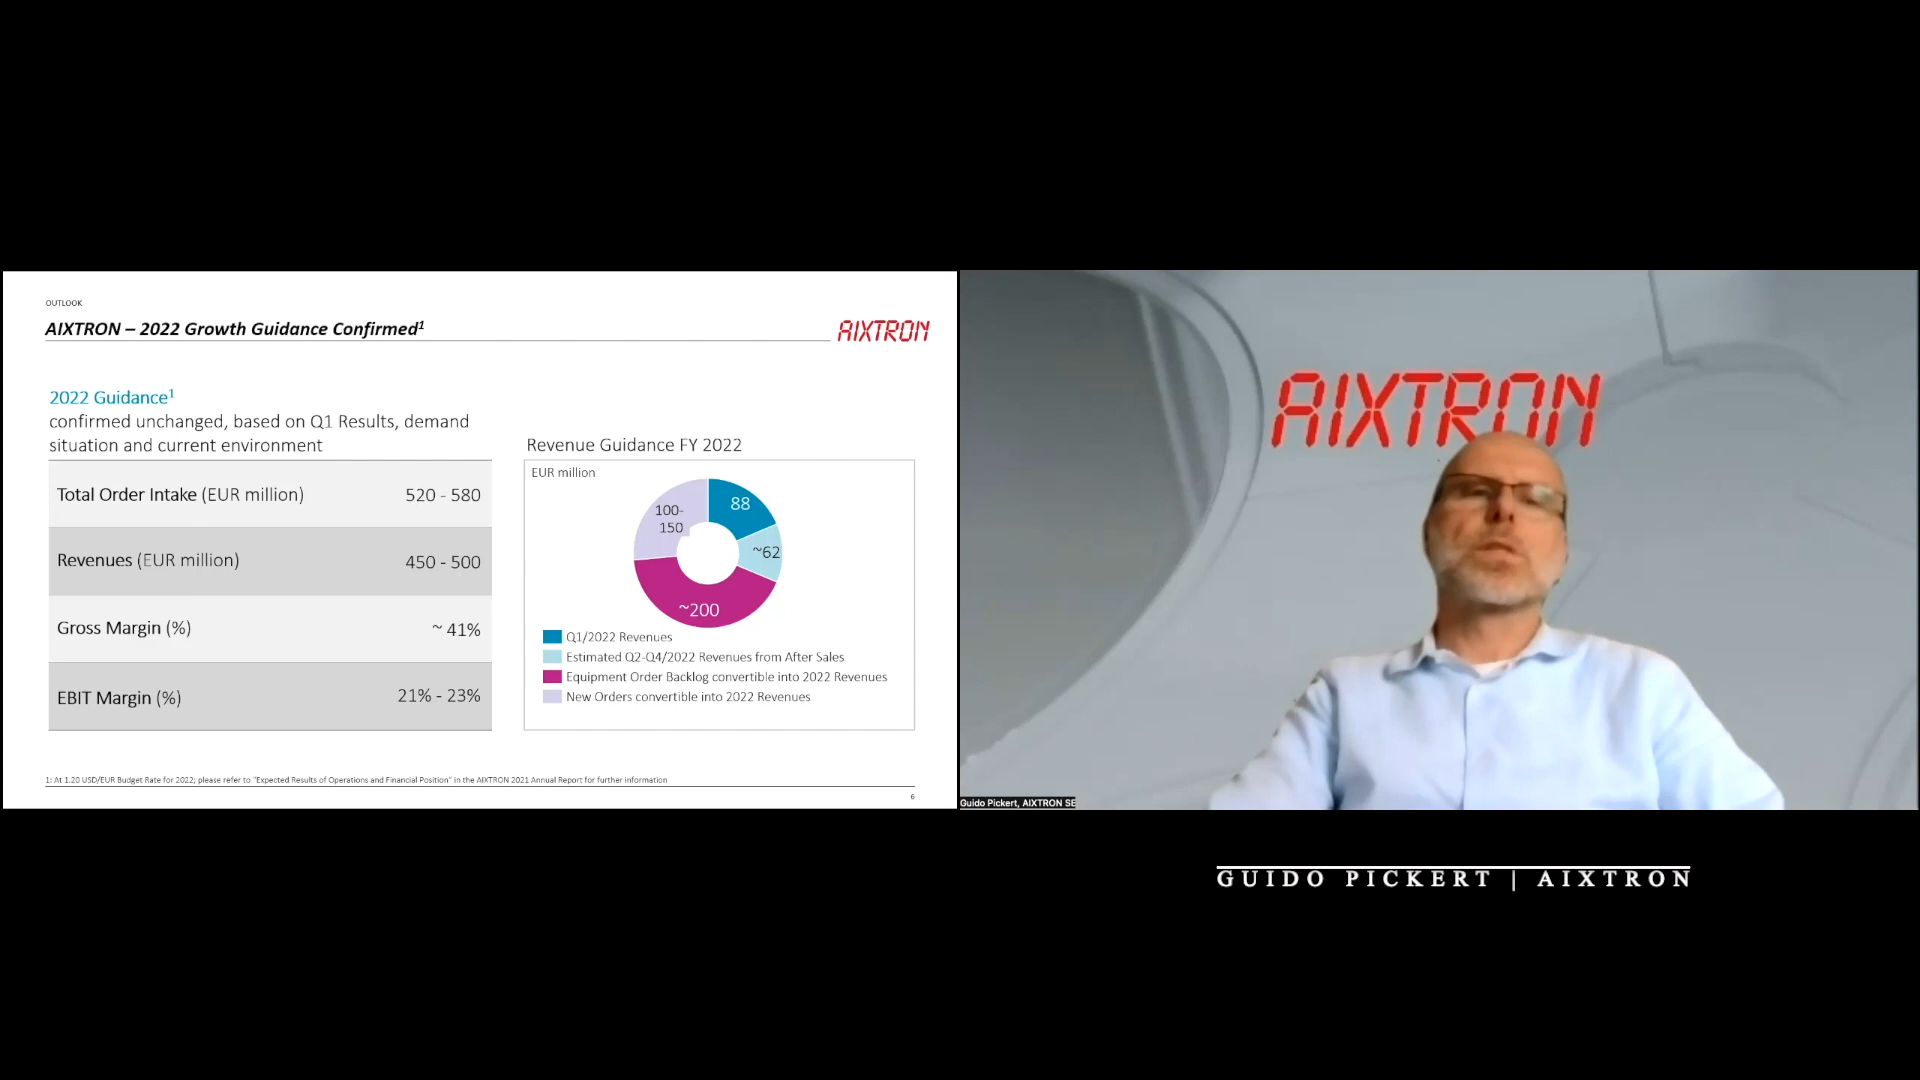 OUTLOOK
AIXTRON – 2022 Growth Guidance Confirmed¹
AIXTRON
2022 Guidance¹
confirmed unchanged, based on Q1 Results, demand
situation and current environment
Total Order Intake (EUR million) 520 - 580
Revenues (EUR million) 450 - 500
Gross Margin (%) ~ 41%
EBIT Margin (%) 21% - 23%
Revenue Guidance FY 2022
EUR million
88
~62
~200
100-
150
Q1/2022 Revenues
Estimated Q2-Q4/2022 Revenues from After Sales
Equipment Order Backlog convertible into 2022 Revenues
New Orders convertible into 2022 Revenues
1: At 1.20 USD/EUR Budget Rate for 2022; please refer to "Expected Results of Operations and Financial Position" in the AIXTRON 2021 Annual Report for further information
6
AIXTRON
Guido Pickert, AIXTRON SE
GUIDO PICKERT | AIXTRON